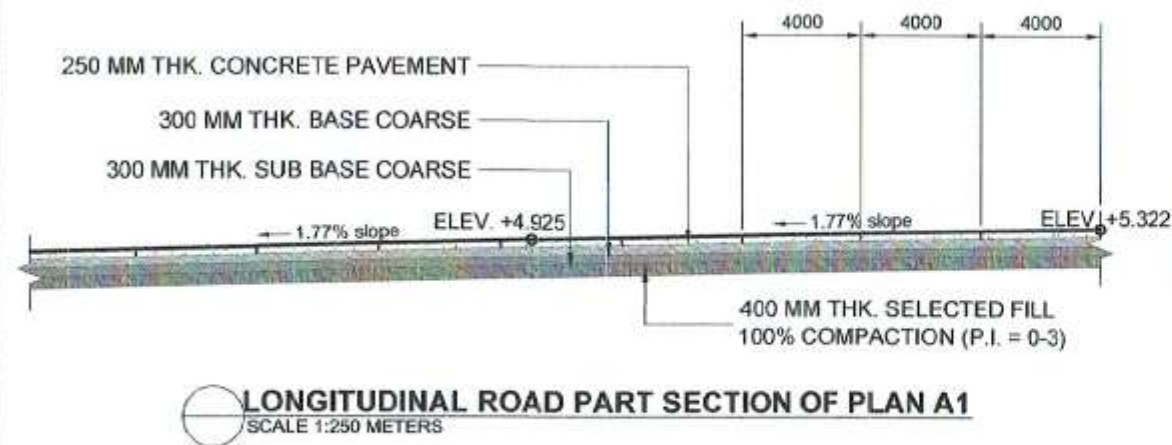 4000 4000 4000
250 MM THK. CONCRETE PAVEMENT
300 MM THK. BASE COARSE
300 MM THK. SUB BASE COARSE
1.77% slope
ELEV. +4.925
1.77% slope
ELEV. +5.322
400 MM THK. SELECTED FILL
100% COMPACTION (P.I. = 0-3)
LONGITUDINAL ROAD PART SECTION OF PLAN A1
SCALE 1:250 METERS